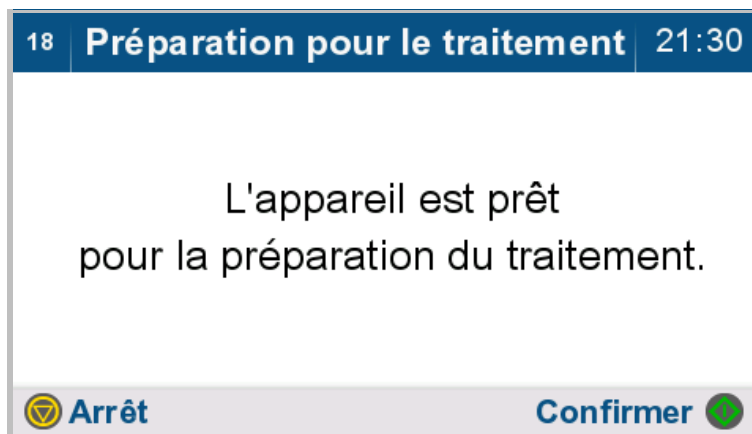 18 Préparation pour le traitement 21:30
L'appareil est prêt
pour la préparation du traitement.
Arrêt Confirmer